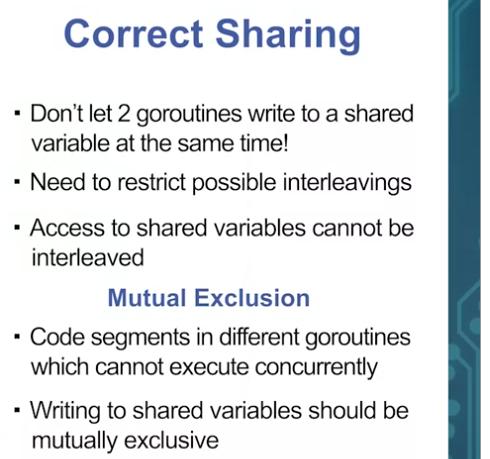 Correct Sharing
▪ Don't let 2 goroutines write to a shared
variable at the same time!
▪ Need to restrict possible interleavings
▪ Access to shared variables cannot be
interleaved
Mutual Exclusion
▪ Code segments in different goroutines
which cannot execute concurrently
▪ Writing to shared variables should be
mutually exclusive